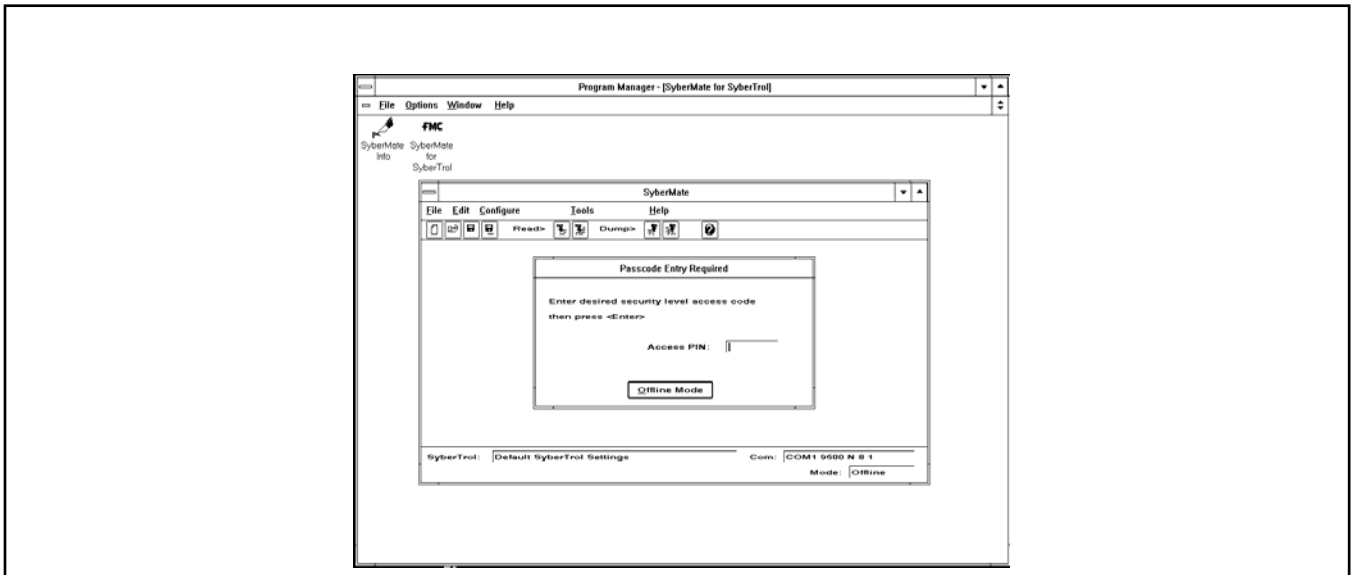 Program Manager - [SyberMate for SyberTrol]
File Options Window Help
FMC
SyberMate Info
SyberMate for SyberTrol
SyberMate
File Edit Configure Tools Help
Read> Dump>
Passcode Entry Required
Enter desired security level access code
then press <Enter>
Access PIN:
Offline Mode
SyberTrol: Default SyberTrol Settings Com: COM1 9600 N 8 1
Mode: Offline